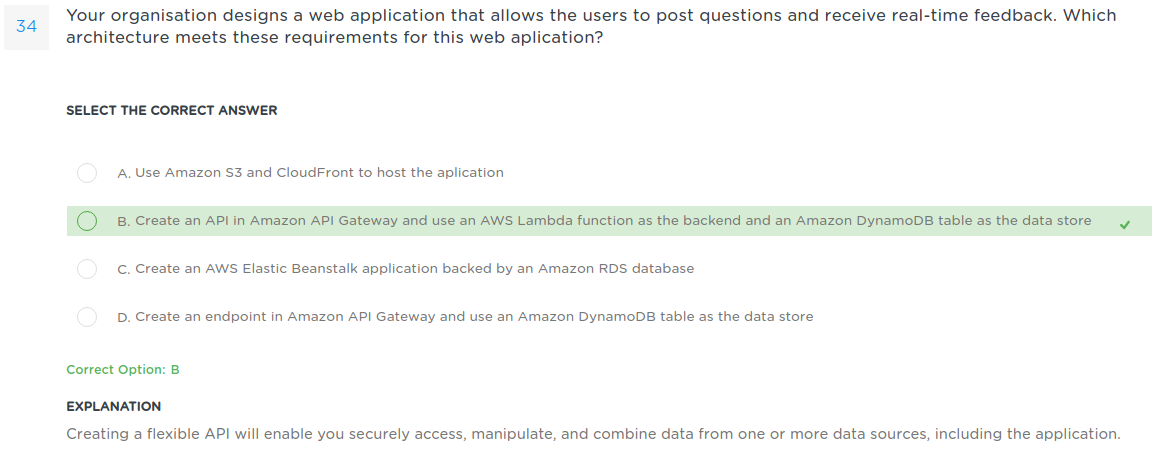 34
Your organisation designs a web application that allows the users to post questions and receive real-time feedback. Which
architecture meets these requirements for this web aplication?
SELECT THE CORRECT ANSWER
A. Use Amazon S3 and CloudFront to host the aplication
B. Create an API in Amazon API Gateway and use an AWS Lambda function as the backend and an Amazon DynamoDB table as the data store
C. Create an AWS Elastic Beanstalk application backed by an Amazon RDS database
D. Create an endpoint in Amazon API Gateway and use an Amazon DynamoDB table as the data store
Correct Option: B
EXPLANATION
Creating a flexible API will enable you securely access, manipulate, and combine data from one or more data sources, including the application.